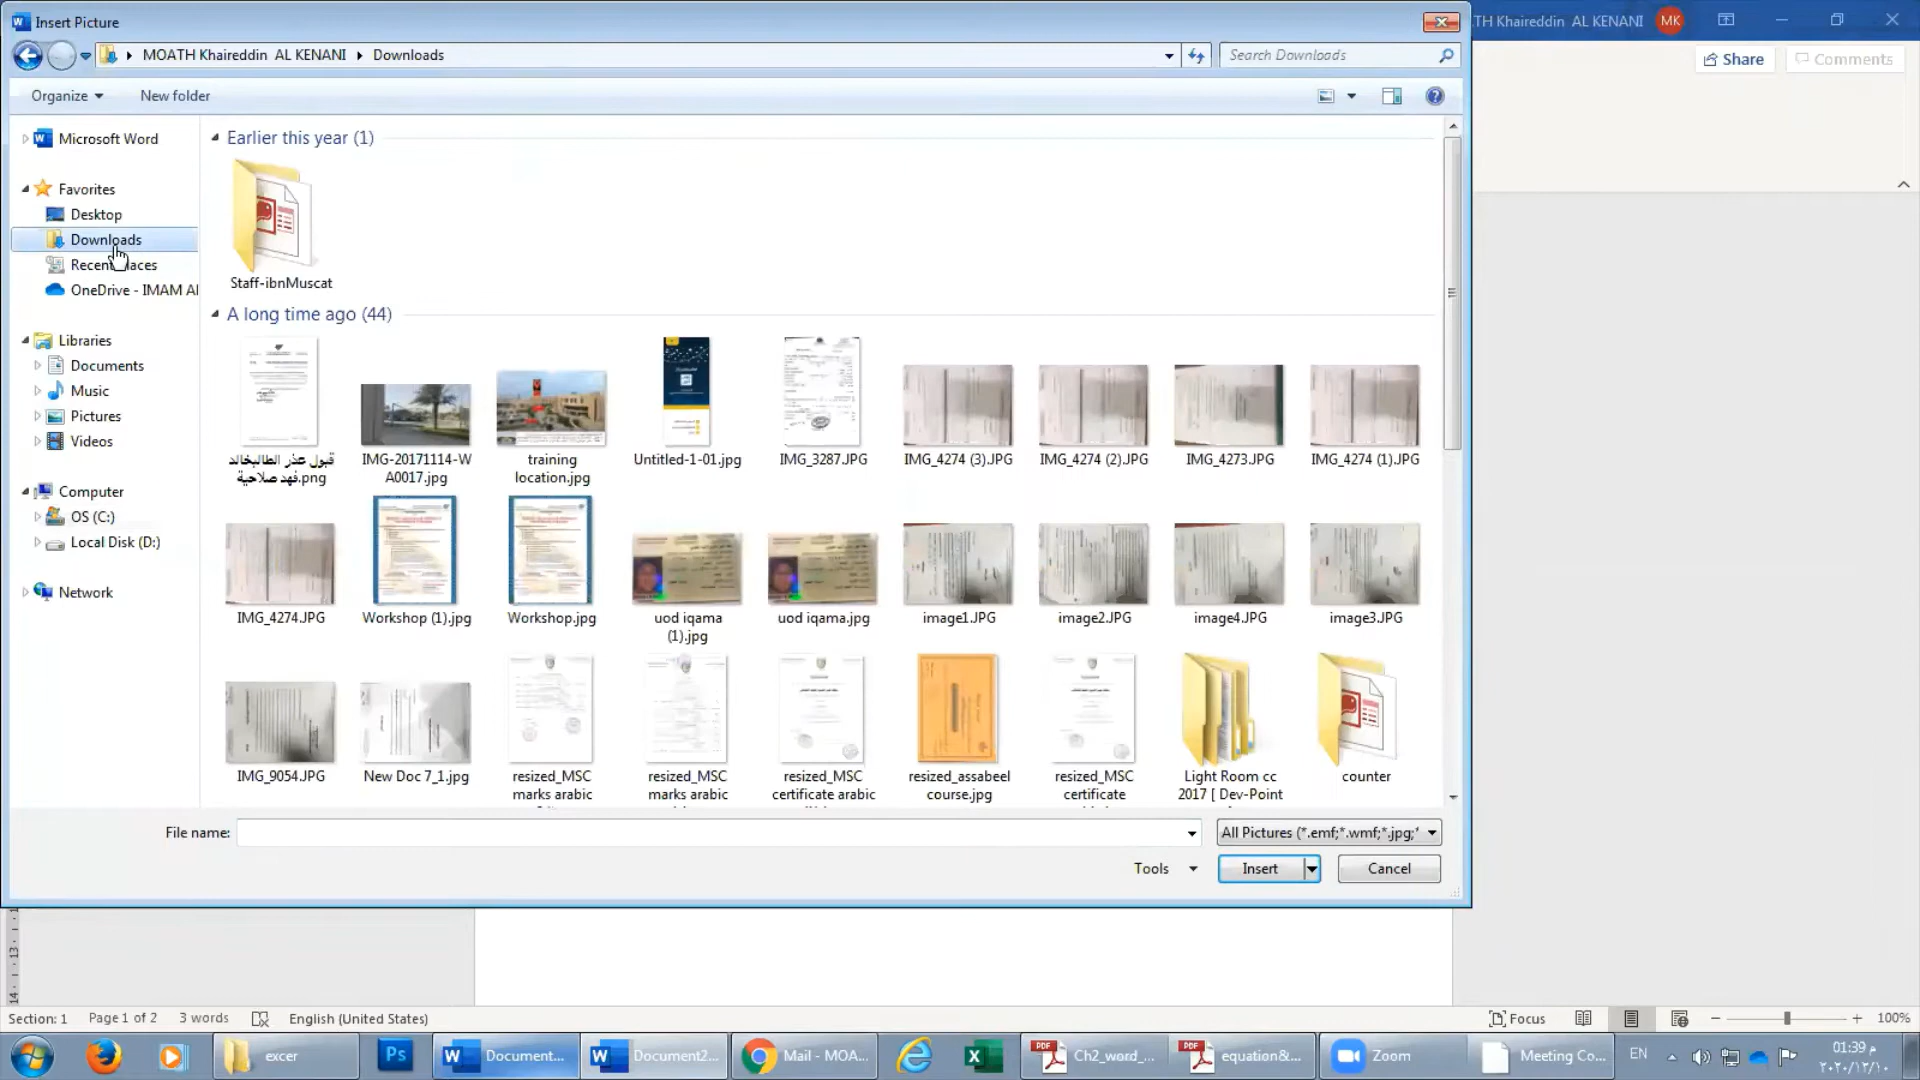 Insert Picture
TH Khaireddin AL KENANI MK
MOATH Khaireddin AL KENANI Downloads
Search Downloads
Share
Comments
Organize
New folder
Microsoft Word
Favorites
Desktop
Downloads
Recent laces
OneDrive - IMAM Al
Libraries
Documents
Music
Pictures
Videos
Computer
OS (C:)
Local Disk (D:)
Network
Earlier this year (1)
Staff-ibnMuscat
A long time ago (44)
قبول عذر الطالبخالد
فهد صلاحية.png
IMG-20171114-W
A0017.jpg
training
location.jpg
Untitled-1-01.jpg
IMG_3287.JPG
IMG_4274 (3).JPG
IMG_4274 (2).JPG
IMG_4273.JPG
IMG_4274 (1).JPG
IMG_4274.JPG
Workshop (1).jpg
Workshop.jpg
uod iqama
(1).jpg
uod iqama.jpg
image1.JPG
image2.JPG
image4.JPG
image3.JPG
IMG_9054.JPG
New Doc 7_1.jpg
resized_MSC
marks arabic
resized_MSC
marks arabic
resized_MSC
certificate arabic
resized_assabeel
course.jpg
resized_MSC
certificate
Light Room cc
2017 [ Dev-Point
counter
File name:
All Pictures (*.emf;*.wmf;*.jpg;*
Tools
Insert
Cancel
Section: 1
Page 1 of 2
3 words
English (United States)
Focus
100%
excer
Ps
Document...
Document2...
Mail - MOA...
Ch2_word_...
equation&...
Zoom
Meeting Co...
EN
01:39 م
٢٠٢٠/١٢/١٠